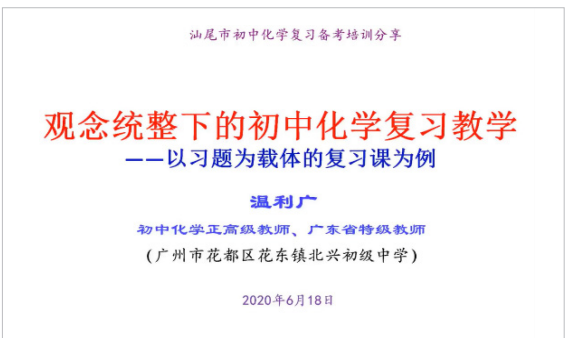 汕尾市初中化学复习备考培训分享
观念统整下的初中化学复习教学
——以习题为载体的复习课为例
温利广
初中化学正高级教师、广东省特级教师
(广州市花都区花东镇北兴初级中学)
2020年6月18日